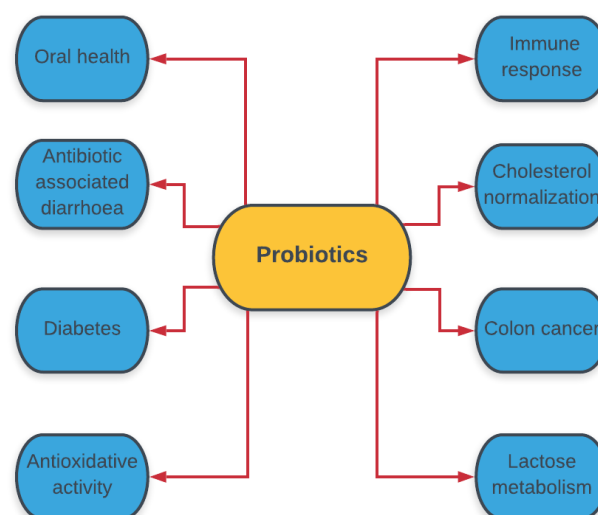 Oral health
Immune
response
Antibiotic
associated
diarrhoea
Cholesterol
normalization
Probiotics
Diabetes
Colon cancer
Antioxidative
activity
Lactose
metabolism